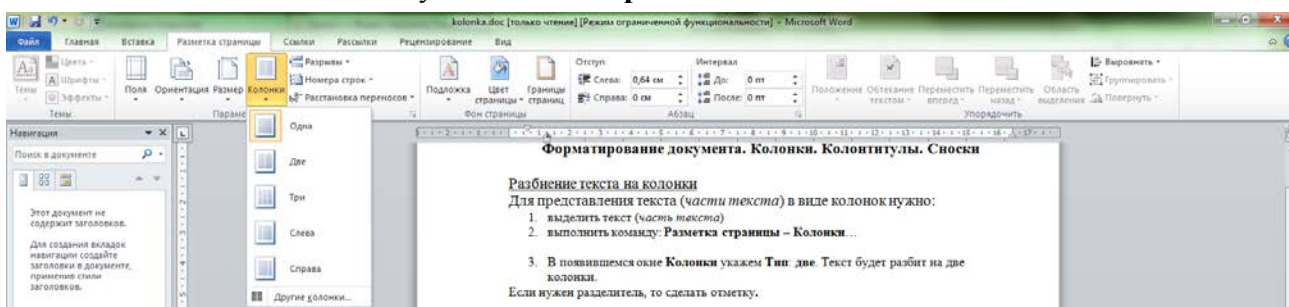 kolonka.doc [только чтение] [Режим ограниченной функциональности] - Microsoft Word
Файл Главная Вставка Разметка страницы Ссылки Рассылки Рецензирование Вид
Цвета
Шрифты
Эффекты
Темы
Поля Ориентация Размер Колонки
Разрывы
Номера строк
Расстановка переносов
Подложка Цвет страницы Границы страниц
Отступ
Слева: 0,64 см
Справа: 0 см
Интервал
До: 0 пт
После: 0 пт
Положение Обтекание текстом Переместить вперед Переместить назад Область выделения
Выровнять
Группировать
Повернуть
Темы Параме Фон страницы Абзац Упорядочить
Навигация
Поиск в документе
Этот документ не
содержит заголовков.
Для создания вкладок
навигации создайте
заголовки в документе,
применив стили
заголовков.
Одна
Две
Три
Слева
Справа
Другие колонки...
Форматирование документа. Колонки. Колонтитулы. Сноски
Разбиение текста на колонки
Для представления текста (части текста) в виде колонок нужно:
1. выделить текст (часть текста)
2. выполнить команду: Разметка страницы – Колонки…
3. В появившемся окне Колонки укажем Тип: две. Текст будет разбит на две
колонки.
Если нужен разделитель, то сделать отметку.